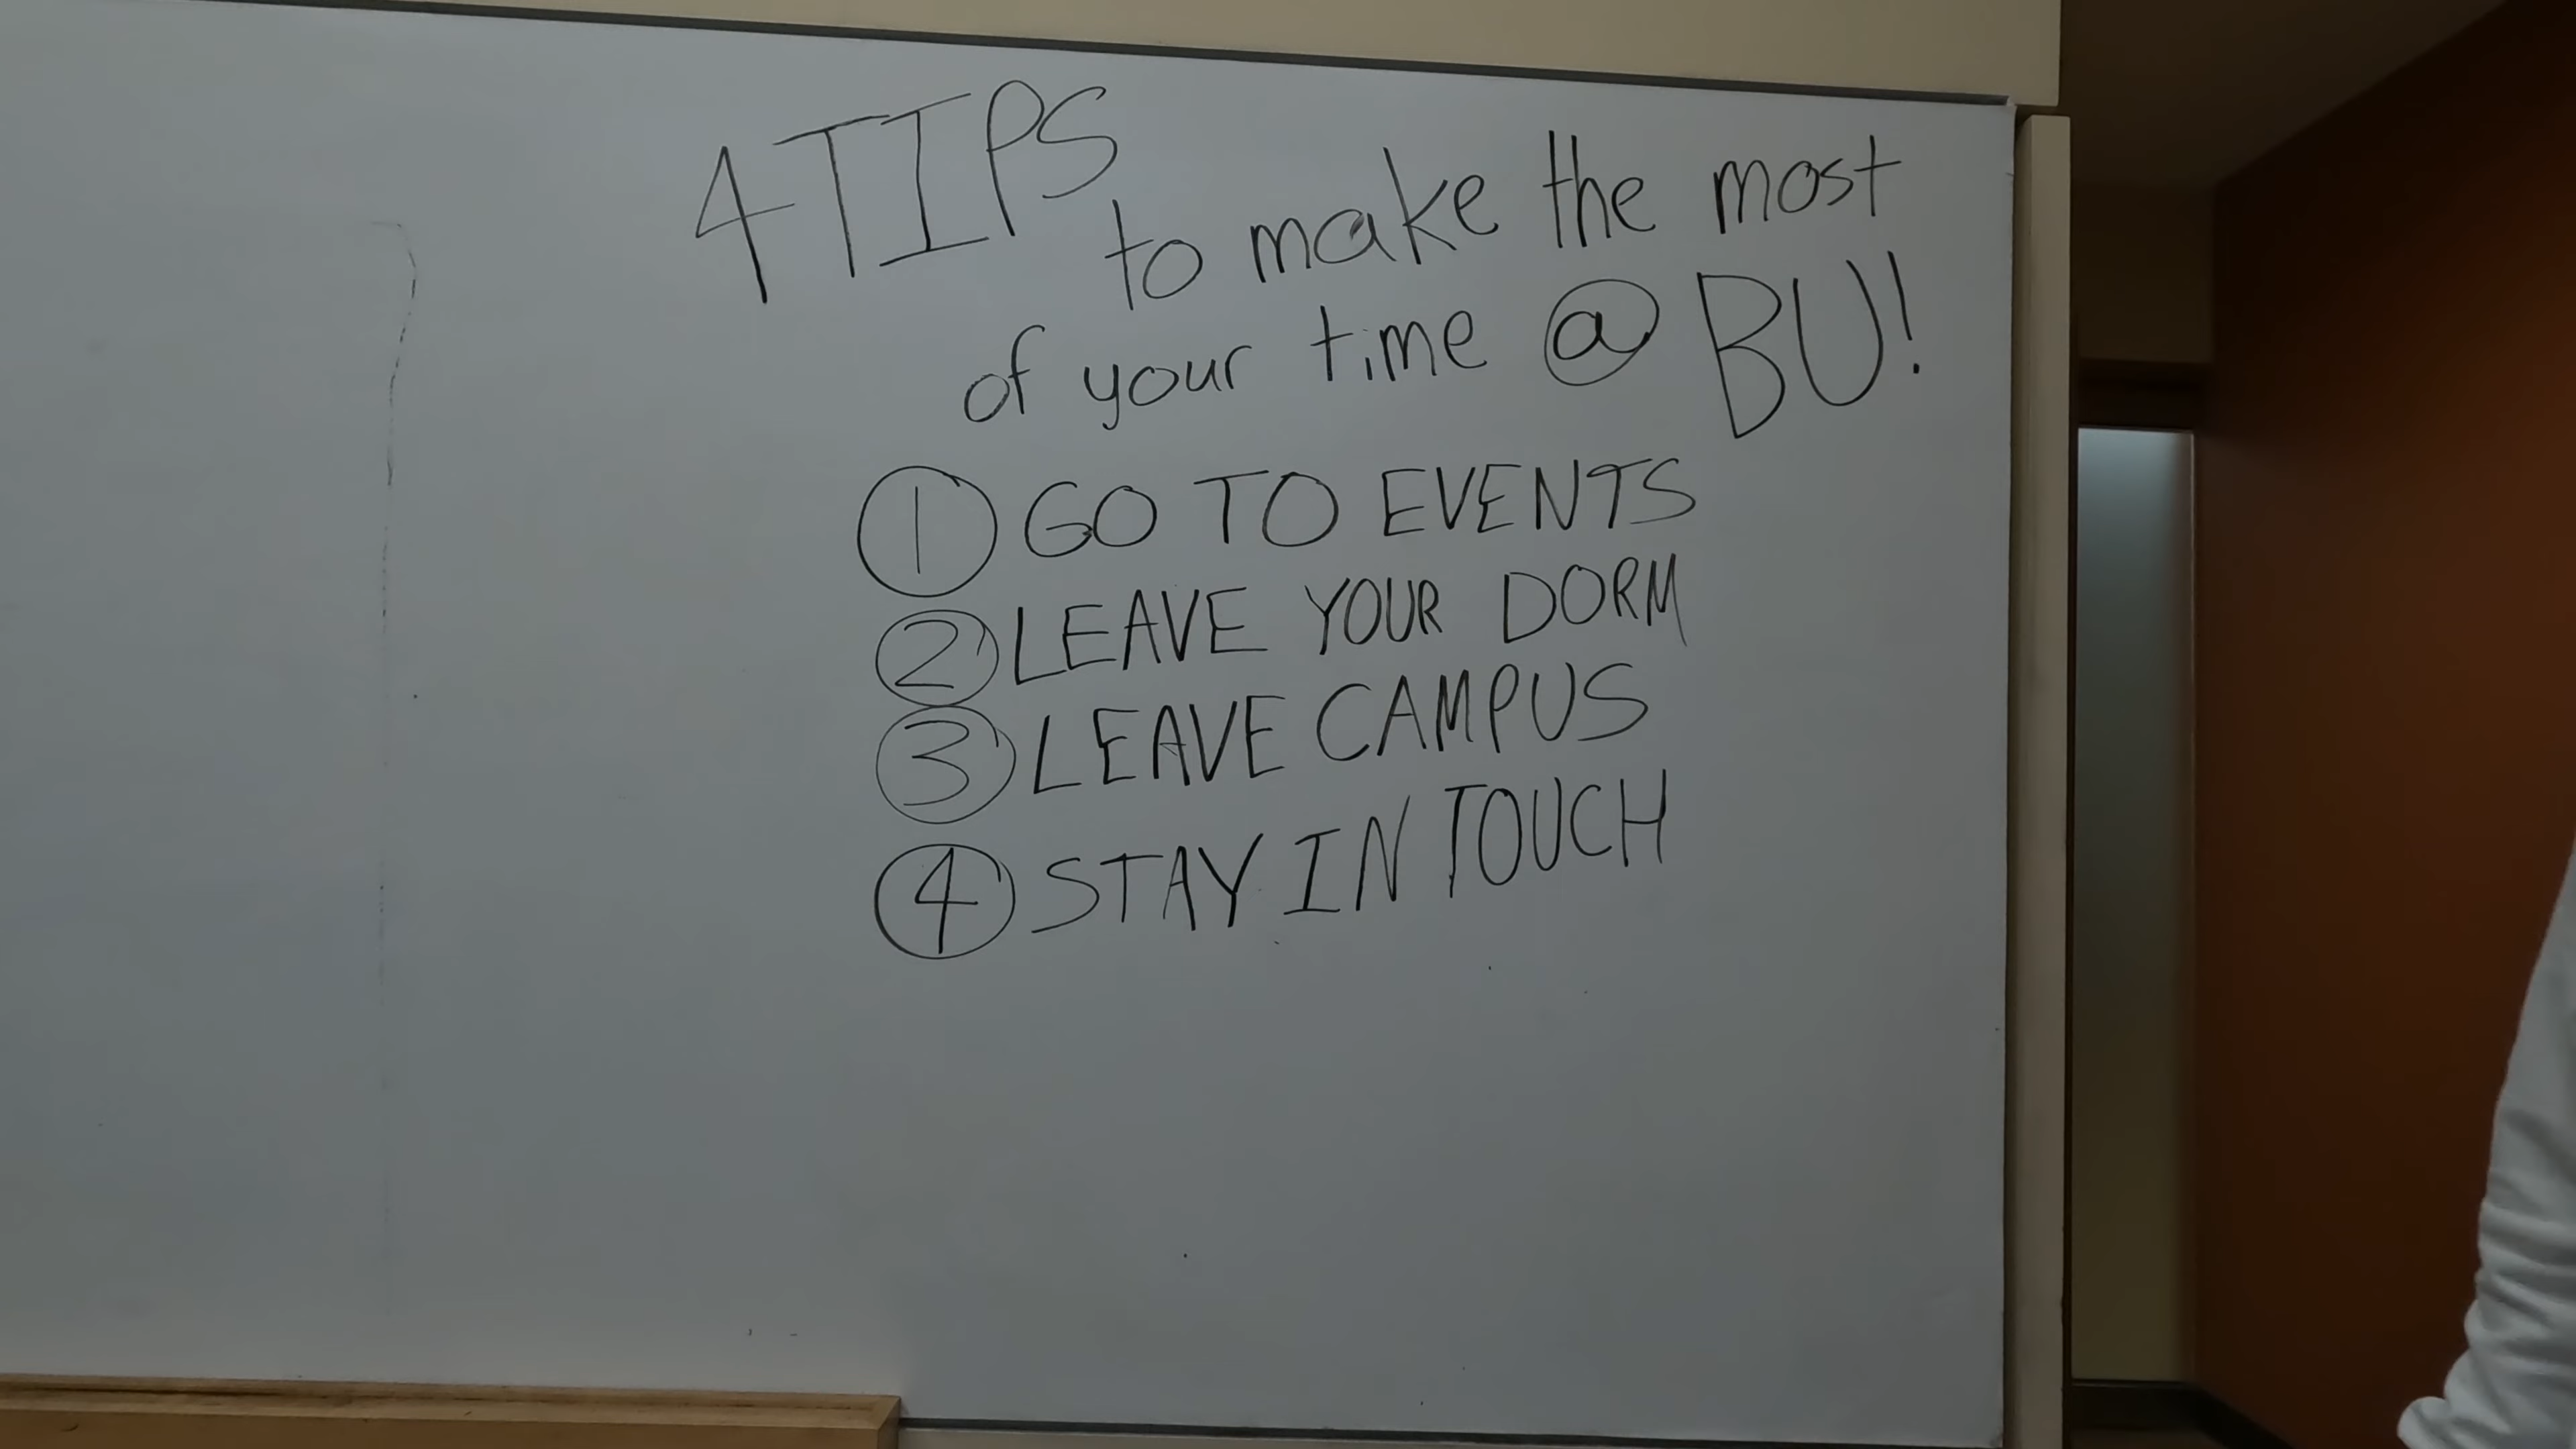 4 TIPS
to make the most
of your time @ BU!
① GO TO EVENTS
② LEAVE YOUR DORM
③ LEAVE CAMPUS
④ STAY IN TOUCH